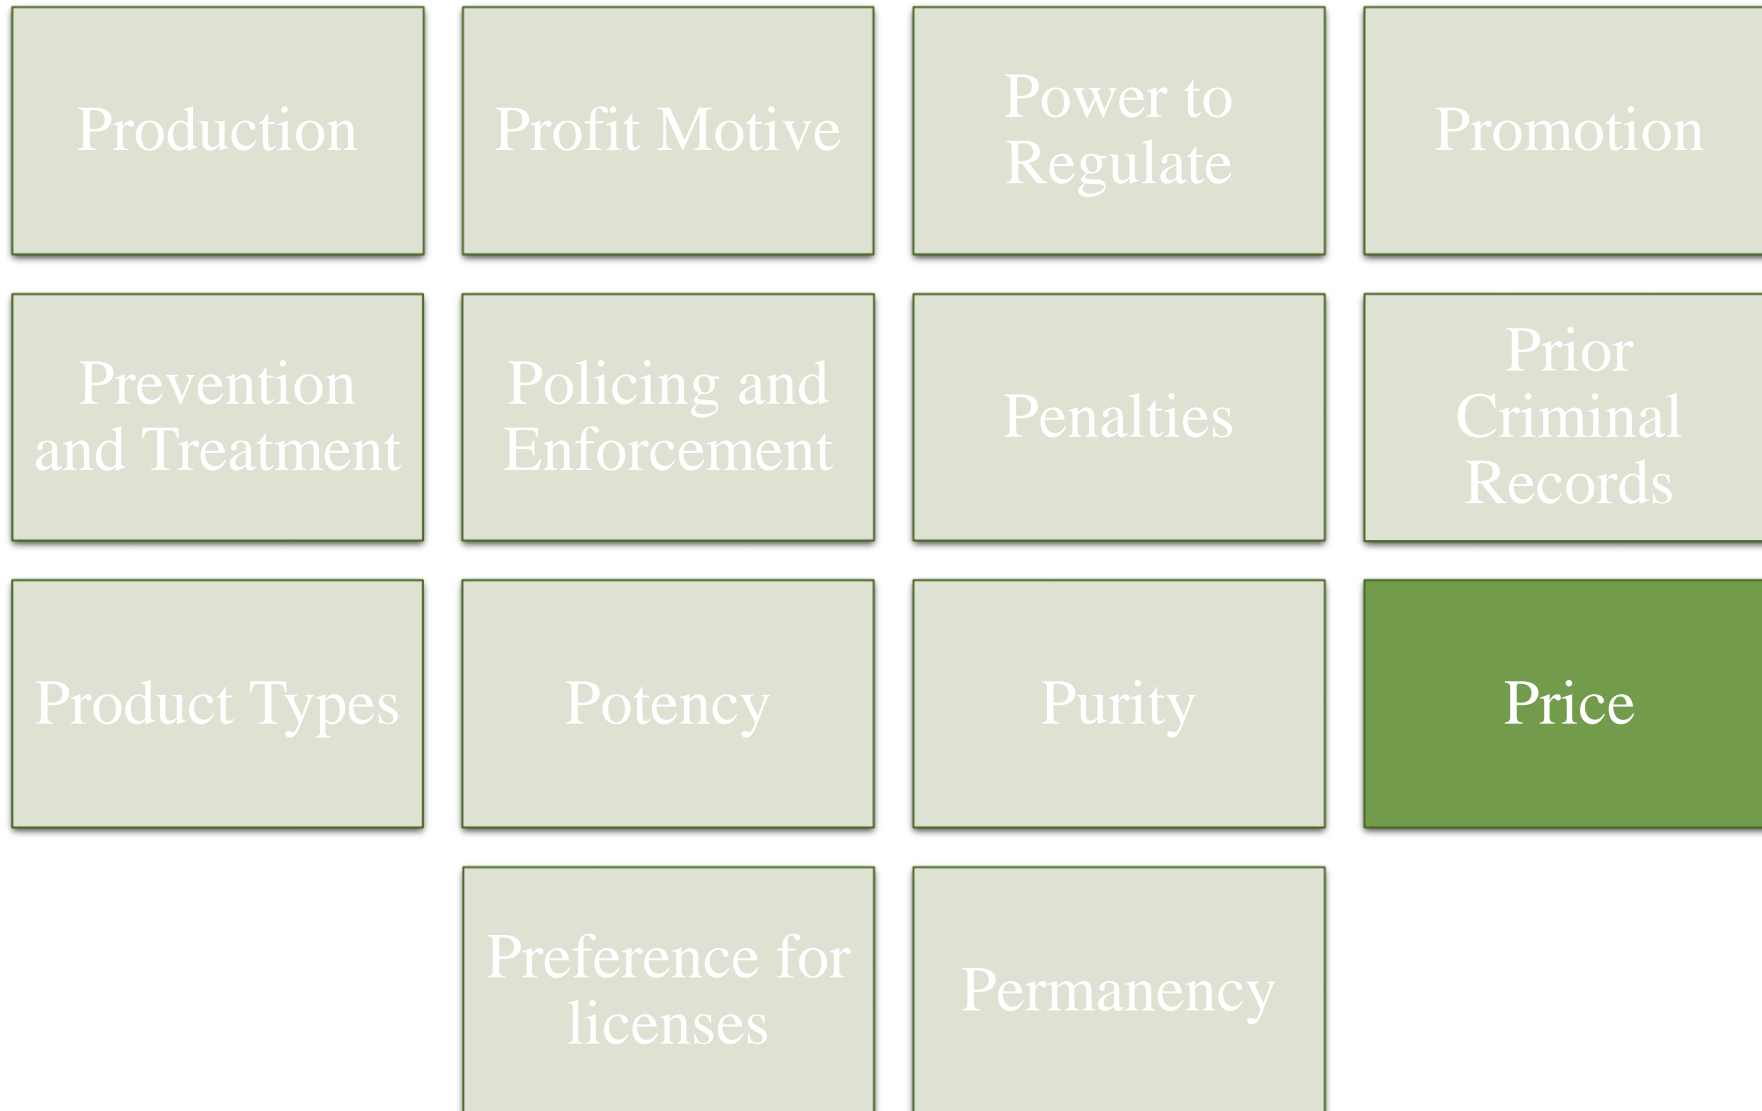 Production
Profit Motive
Power to
Regulate
Promotion
Prevention
and Treatment
Policing and
Enforcement
Penalties
Prior
Criminal
Records
Product Types
Potency
Purity
Price
Preference for
licenses
Permanency